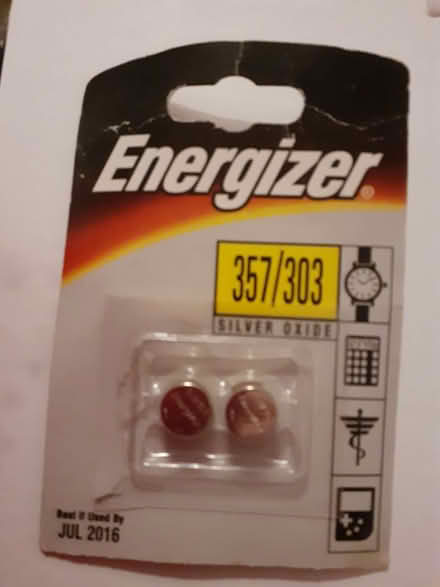 Energizer®
357/303
SILVER OXIDE
Best if Used By
JUL 2016